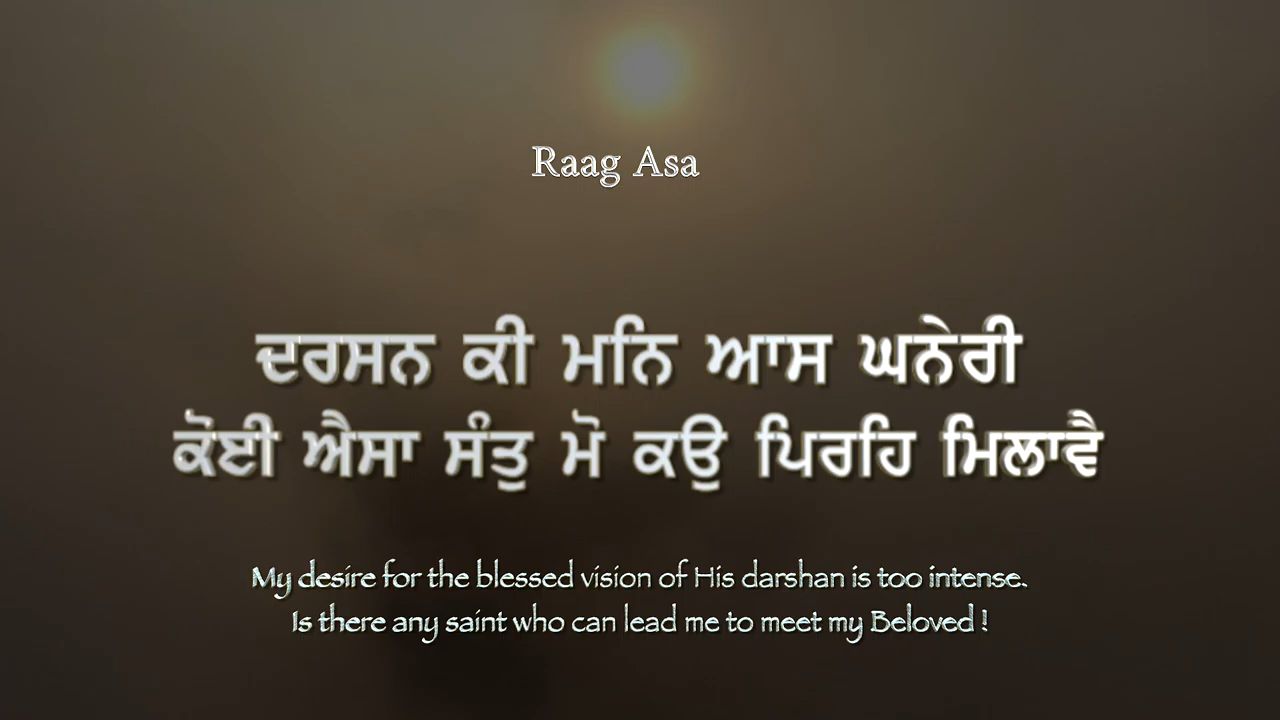 Raag Asa
ਦਰਸਨ ਕੀ ਮਨਿ ਆਸ ਘਨੇਰੀ
ਕੋਈ ਐਸਾ ਸੰਤੁ ਮੋ ਕਉ ਪਿਰਹਿ ਮਿਲਾਵੈ
My desire for the blessed vision of His darshan is too intense.
Is there any saint who can lead me to meet my Beloved !